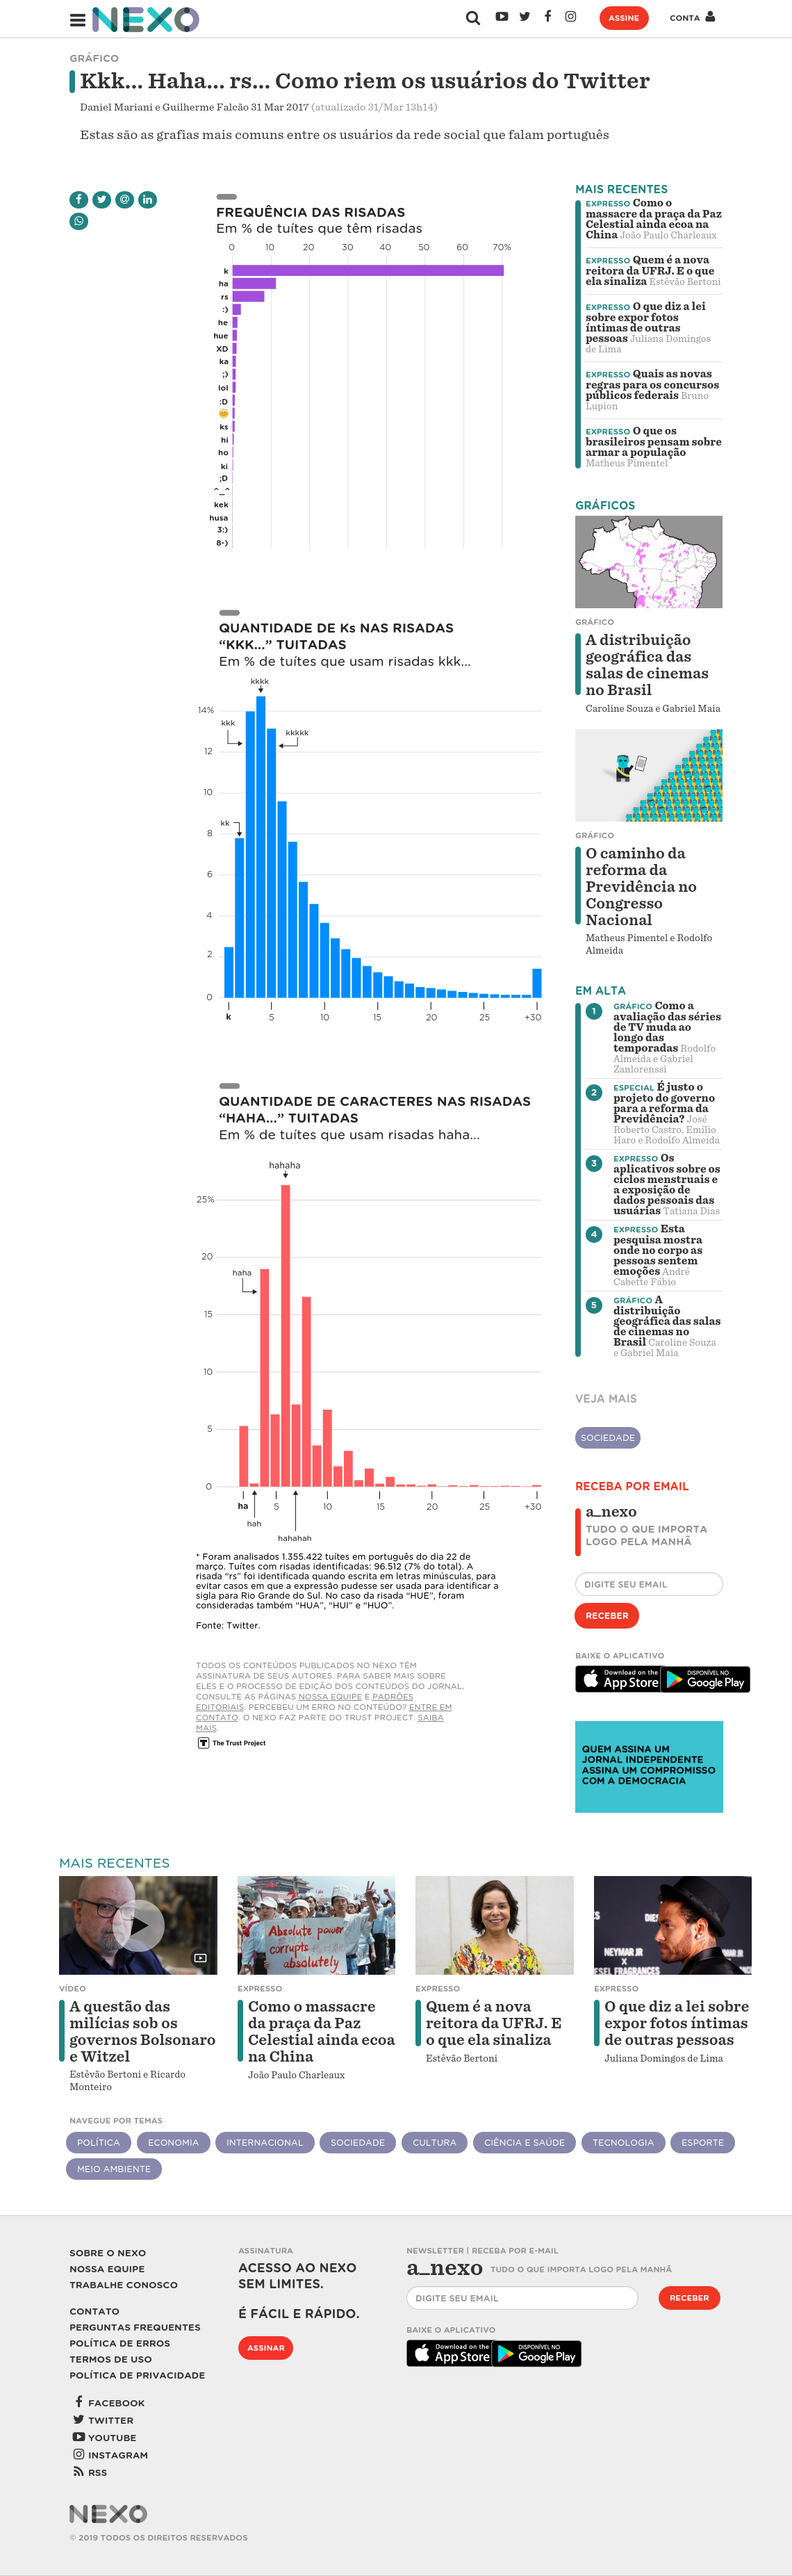 NEXO
ASSINE
CONTA
GRÁFICO
Kkk... Haha... rs... Como riem os usuários do Twitter
Daniel Mariani e Guilherme Falcão 31 Mar 2017 (atualizado 31/Mar 13h14)
Estas são as grafias mais comuns entre os usuários da rede social que falam português
FREQUÊNCIA DAS RISADAS
Em % de tuítes que têm risadas
0 10 20 30 40 50 60 70%
k
ha
rs
:)
he
hue
XD
ka
;)
lol
:D
😊
ks
hi
ho
ki
;D
^_^
kek
husa
3:)
8-)
QUANTIDADE DE Ks NAS RISADAS
“KKK...” TUITADAS
Em % de tuítes que usam risadas kkk...
kkkk
14%
kkk
kkkkk
12
10
kk
8
6
4
2
0
k 5 10 15 20 25 +30
QUANTIDADE DE CARACTERES NAS RISADAS
“HAHA...” TUITADAS
Em % de tuítes que usam risadas haha...
hahaha
25%
20
haha
15
10
5
0
ha 5 10 15 20 25 +30
hah
hahahah
* Foram analisados 1.355.422 tuítes em português do dia 22 de
março. Tuítes com risadas identificadas: 96.512 (7% do total). A
risada “rs” foi identificada quando escrita em letras minúsculas, para
evitar casos em que a expressão pudesse ser usada para identificar a
sigla para Rio Grande do Sul. No caso da risada “HUE”, foram
consideradas também “HUA”, “HUI” e “HUO”.
Fonte: Twitter.
TODOS OS CONTEÚDOS PUBLICADOS NO NEXO TÊM
ASSINATURA DE SEUS AUTORES. PARA SABER MAIS SOBRE
ELES E O PROCESSO DE EDIÇÃO DOS CONTEÚDOS DO JORNAL,
CONSULTE AS PÁGINAS NOSSA EQUIPE E PADRÕES
EDITORIAIS. PERCEBEU UM ERRO NO CONTEÚDO? ENTRE EM
CONTATO. O NEXO FAZ PARTE DO TRUST PROJECT. SAIBA
MAIS.
The Trust Project
MAIS RECENTES
EXPRESSO Como o
massacre da praça da Paz
Celestial ainda ecoa na
China João Paulo Charleaux
EXPRESSO Quem é a nova
reitora da UFRJ. E o que
ela sinaliza Estêvão Bertoni
EXPRESSO O que diz a lei
sobre expor fotos
íntimas de outras
pessoas Juliana Domingos
de Lima
EXPRESSO Quais as novas
regras para os concursos
públicos federais Bruno
Lupion
EXPRESSO O que os
brasileiros pensam sobre
armar a população
Matheus Pimentel
GRÁFICOS
GRÁFICO
A distribuição
geográfica das
salas de cinemas
no Brasil
Caroline Souza e Gabriel Maia
GRÁFICO
O caminho da
reforma da
Previdência no
Congresso
Nacional
Matheus Pimentel e Rodolfo
Almeida
EM ALTA
1 GRÁFICO Como a
avaliação das séries
de TV muda ao
longo das
temporadas Rodolfo
Almeida e Gabriel
Zanlorenssi
2 ESPECIAL É justo o
projeto do governo
para a reforma da
Previdência? José
Roberto Castro, Emilio
Haro e Rodolfo Almeida
3 EXPRESSO Os
aplicativos sobre os
ciclos menstruais e
a exposição de
dados pessoais das
usuárias Tatiana Dias
4 EXPRESSO Esta
pesquisa mostra
onde no corpo as
pessoas sentem
emoções André
Cabette Fábio
5 GRÁFICO A
distribuição
geográfica das salas
de cinemas no
Brasil Caroline Souza
e Gabriel Maia
VEJA MAIS
SOCIEDADE
RECEBA POR EMAIL
a_nexo
TUDO O QUE IMPORTA
LOGO PELA MANHÃ
DIGITE SEU EMAIL
RECEBER
BAIXE O APLICATIVO
Download on the App Store
DISPONÍVEL NO Google Play
QUEM ASSINA UM
JORNAL INDEPENDENTE
ASSINA UM COMPROMISSO
COM A DEMOCRACIA
MAIS RECENTES
Absolute power
corrupts
absolutely
NEYMAR JR
DIESEL FRAGRANCES
VÍDEO
A questão das
milícias sob os
governos Bolsonaro
e Witzel
Estêvão Bertoni e Ricardo
Monteiro
EXPRESSO
Como o massacre
da praça da Paz
Celestial ainda ecoa
na China
João Paulo Charleaux
EXPRESSO
Quem é a nova
reitora da UFRJ. E
o que ela sinaliza
Estêvão Bertoni
EXPRESSO
O que diz a lei sobre
expor fotos íntimas
de outras pessoas
Juliana Domingos de Lima
NAVEGUE POR TEMAS
POLÍTICA ECONOMIA INTERNACIONAL SOCIEDADE CULTURA CIÊNCIA E SAÚDE TECNOLOGIA ESPORTE
MEIO AMBIENTE
SOBRE O NEXO
NOSSA EQUIPE
TRABALHE CONOSCO
CONTATO
PERGUNTAS FREQUENTES
POLÍTICA DE ERROS
TERMOS DE USO
POLÍTICA DE PRIVACIDADE
FACEBOOK
TWITTER
YOUTUBE
INSTAGRAM
RSS
ASSINATURA
ACESSO AO NEXO
SEM LIMITES.
É FÁCIL E RÁPIDO.
ASSINAR
NEWSLETTER | RECEBA POR E-MAIL
a_nexo TUDO O QUE IMPORTA LOGO PELA MANHÃ
DIGITE SEU EMAIL
RECEBER
BAIXE O APLICATIVO
Download on the App Store
DISPONÍVEL NO Google Play
NEXO
© 2019 TODOS OS DIREITOS RESERVADOS